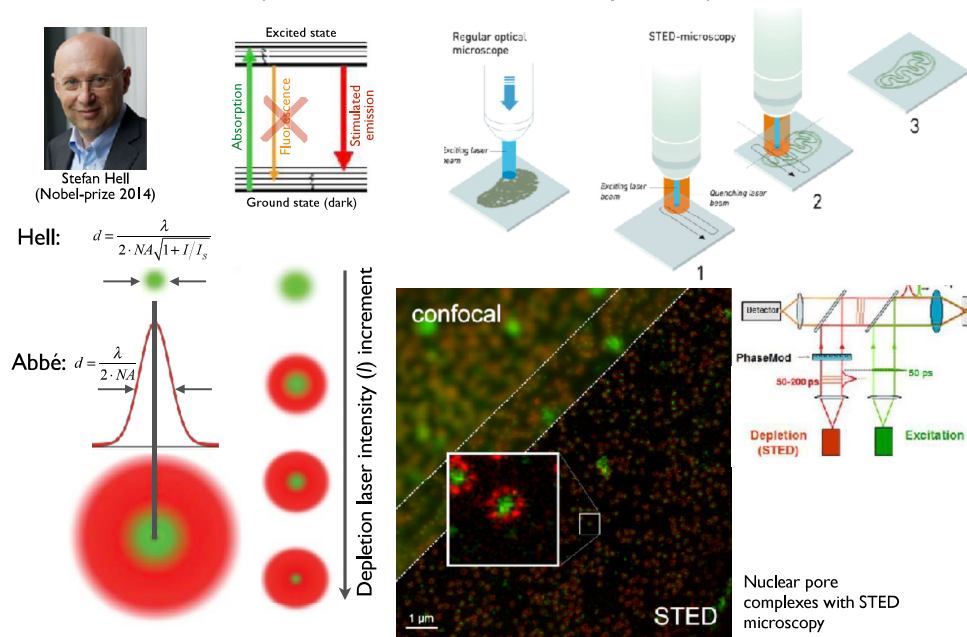 Stefan Hell
(Nobel-prize 2014)
Excited state
Absorption
Fluorescence
Stimulated
emission
Ground state (dark)
Regular optical
microscope
Exciting laser
beam
STED-microscopy
Exciting laser
beam
Quenching laser
beam
1
2
3
Hell:
d = λ / 2·NA√1+I/I_S
Abbé:
d = λ / 2·NA
Depletion laser intensity (I) increment
confocal
STED
1 µm
Detector
PhaseMod
50-200 ps
50 ps
Depletion
(STED)
Excitation
Nuclear pore
complexes with STED
microscopy